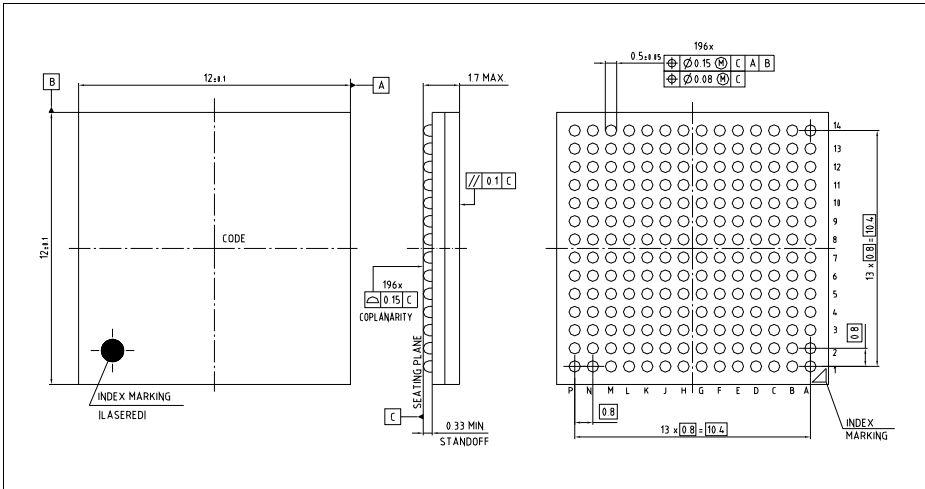 B
12±0.1
A
12±0.1
CODE
INDEX MARKING
(LASERED)
1.7 MAX.
// 0.1 C
196x
⌓ 0.15 C
COPLANARITY
SEATING PLANE
C
0.33 MIN
STANDOFF
196x
0.5±0.05
⌖ Ø 0.15 Ⓜ C A B
⌖ Ø 0.08 Ⓜ C
14
13
12
11
10
9
8
7
6
5
4
3
2
1
13 x 0.8 = 10.4
0.8
P N M L K J H G F E D C B A
0.8
13 x 0.8 = 10.4
INDEX
MARKING